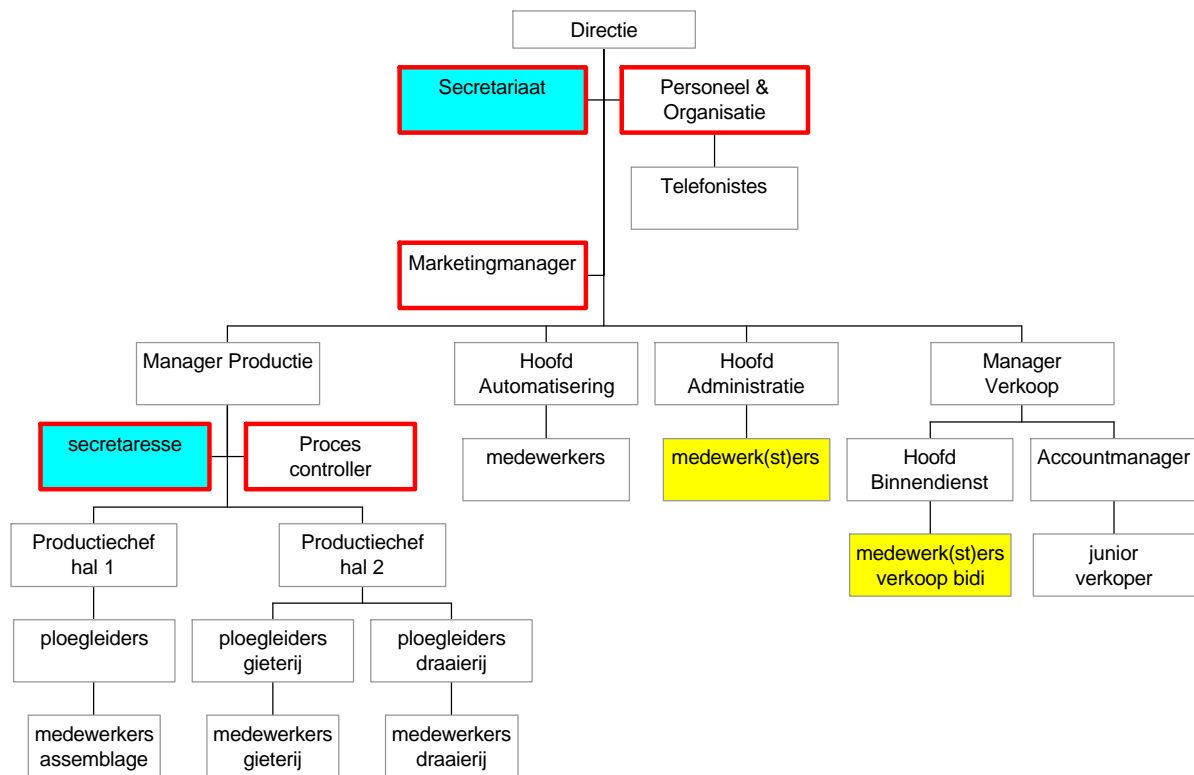 Directie
Secretariaat
Personeel &
Organisatie
Telefonistes
Marketingmanager
Manager Productie
Hoofd
Automatisering
Hoofd
Administratie
Manager
Verkoop
secretaresse
Proces
controller
medewerkers
medewerk(st)ers
Hoofd
Binnendienst
Accountmanager
Productiechef
hal 1
Productiechef
hal 2
medewerk(st)ers
verkoop bidi
junior
verkoper
ploegleiders
ploegleiders
gieterij
ploegleiders
draaierij
medewerkers
assemblage
medewerkers
gieterij
medewerkers
draaierij